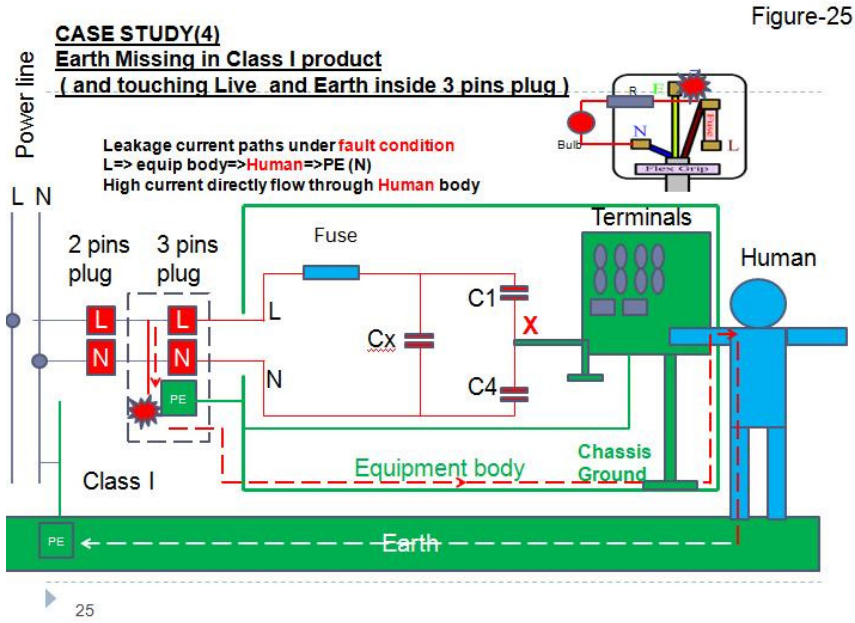 Figure-25
CASE STUDY(4)
Earth Missing in Class I product
( and touching Live and Earth inside 3 pins plug )
Power line
R
E
N
Fuse
L
Bulb
Flex Grip
Leakage current paths under fault condition
L=> equip body=>Human=>PE (N)
High current directly flow through Human body
L N
2 pins
plug
3 pins
plug
Fuse
Terminals
Human
L
L
L
C1
X
Cx
N
N
N
C4
PE
Class I
Equipment body
Chassis
Ground
PE
Earth
25